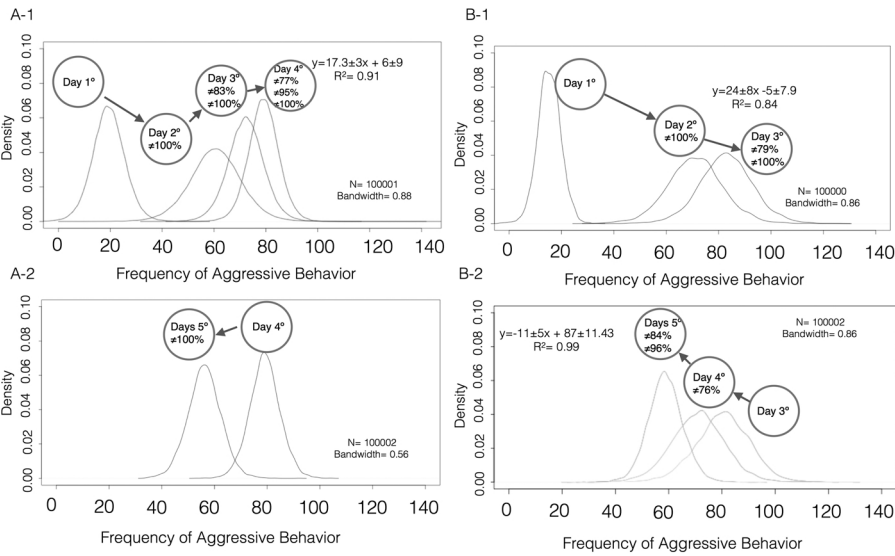 A-1
Day 1º
Day 2º
≠100%
Day 3º
≠83%
≠100%
Day 4º
≠77%
≠95%
≠100%
y=17.3±3x + 6±9
R²= 0.91
N= 100001
Bandwidth= 0.88
Density
0.00 0.02 0.04 0.06 0.08 0.10
0 20 40 60 80 100 120 140
Frequency of Aggressive Behavior
B-1
Day 1º
Day 2º
≠100%
Day 3º
≠79%
≠100%
y=24±8x -5±7.9
R²= 0.84
N= 100000
Bandwidth= 0.86
Density
0.00 0.02 0.04 0.06 0.08 0.10
0 20 40 60 80 100 120 140
Frequency of Aggressive Behavior
A-2
Days 5º
≠100%
Day 4º
N= 100002
Bandwidth= 0.56
Density
0.00 0.02 0.04 0.06 0.08 0.10
0 20 40 60 80 100 120 140
Frequency of Aggressive Behavior
B-2
y=-11±5x + 87±11.43
R²= 0.99
Days 5º
≠84%
≠96%
Day 4º
≠76%
Day 3º
N= 100002
Bandwidth= 0.86
Density
0.00 0.02 0.04 0.06 0.08 0.10
0 20 40 60 80 100 120 140
Frequency of Aggressive Behavior